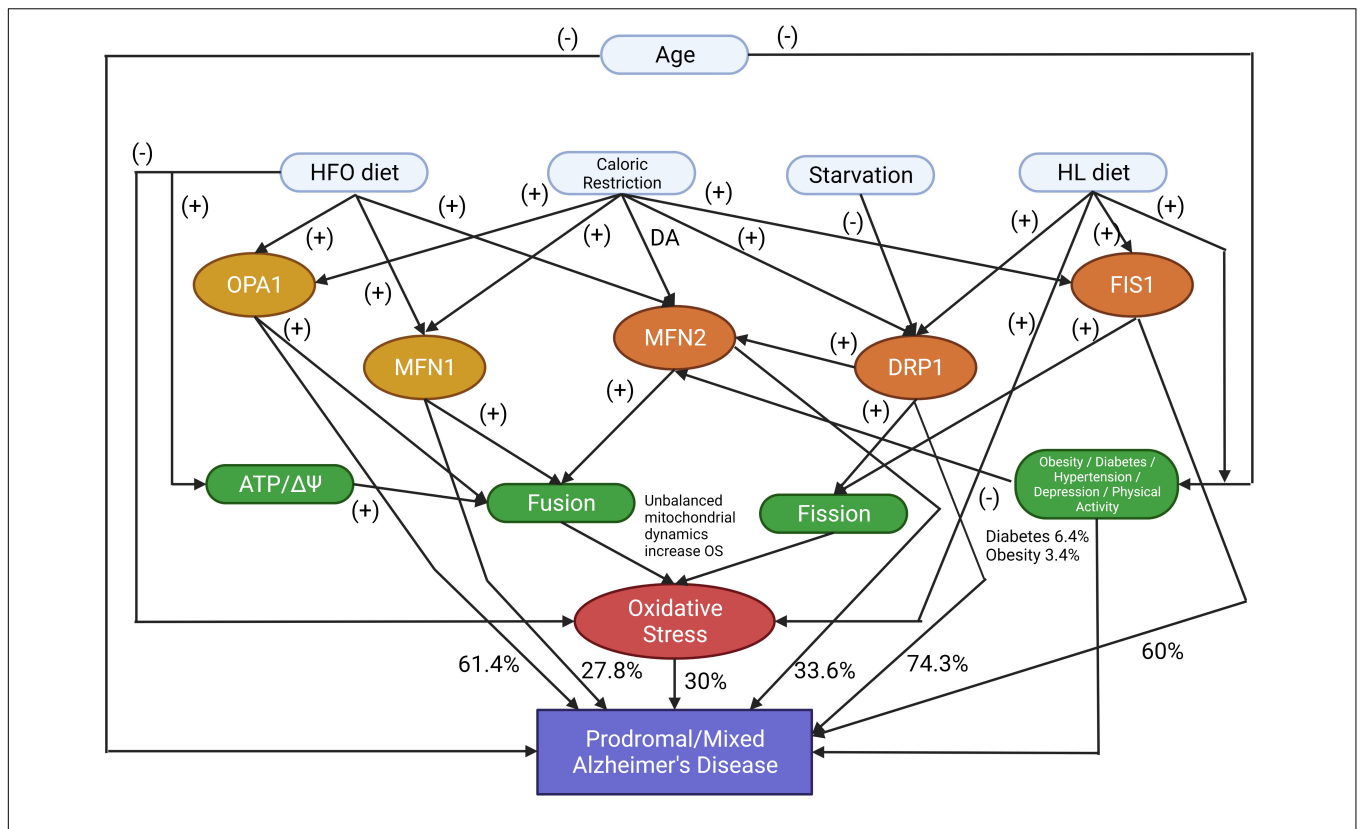 (-)
Age
(-)
(-)
HFO diet
Caloric
Restriction
Starvation
HL diet
(+)
(+)
(+)
(+)
(+)
(+)
(+)
DA
(+)
(-)
(+)
(+)
(+)
OPA1
(+)
FIS1
(+)
MFN1
MFN2
(+)
DRP1
(+)
(+)
(+)
(+)
(+)
ATP/ΔΨ
(+)
Fusion
Unbalanced
mitochondrial
dynamics
increase OS
Fission
(-)
Obesity / Diabetes /
Hypertension /
Depression / Physical
Activity
Diabetes 6.4%
Obesity 3.4%
Oxidative
Stress
61.4%
27.8%
30%
33.6%
74.3%
60%
Prodromal/Mixed
Alzheimer's Disease